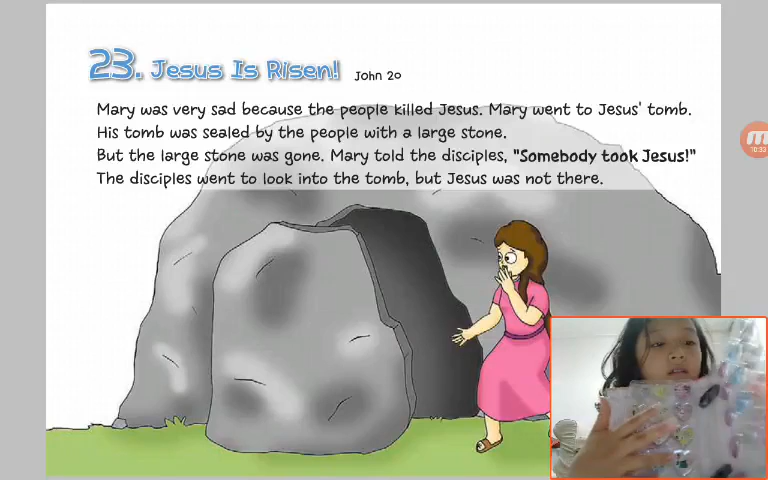 23. Jesus Is Risen! John 20
Mary was very sad because the people killed Jesus. Mary went to Jesus' tomb.
His tomb was sealed by the people with a large stone.
But the large stone was gone. Mary told the disciples, "Somebody took Jesus!"
The disciples went to look into the tomb, but Jesus was not there.
10:33